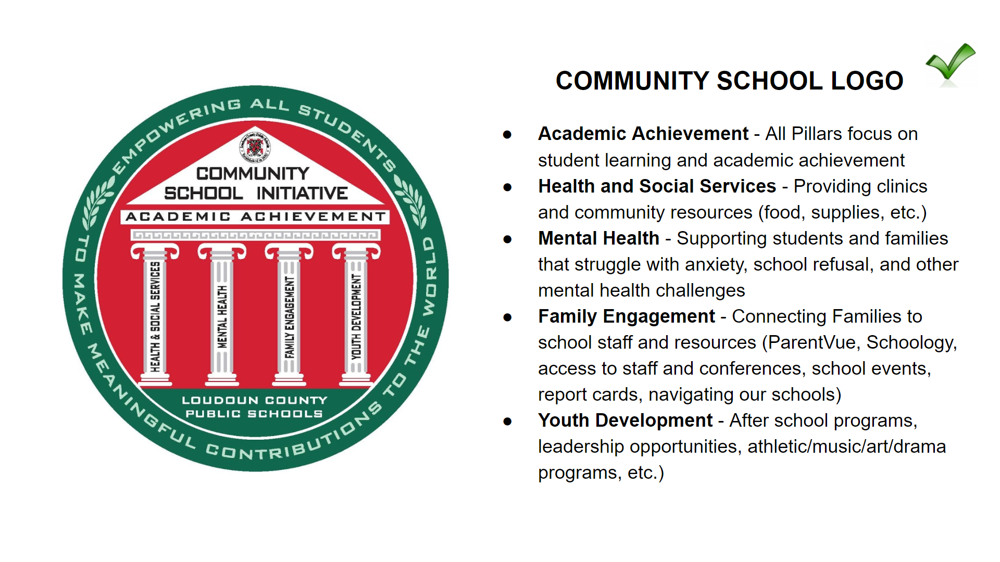 EMPOWERING ALL STUDENTS
TO MAKE MEANINGFUL CONTRIBUTIONS TO THE WORLD
Loudoun County Public Schools
COMMUNITY
SCHOOL INITIATIVE
ACADEMIC ACHIEVEMENT
HEALTH & SOCIAL SERVICES
MENTAL HEALTH
FAMILY ENGAGEMENT
YOUTH DEVELOPMENT
LOUDOUN COUNTY
PUBLIC SCHOOLS
COMMUNITY SCHOOL LOGO
● Academic Achievement - All Pillars focus on
student learning and academic achievement
● Health and Social Services - Providing clinics
and community resources (food, supplies, etc.)
● Mental Health - Supporting students and families
that struggle with anxiety, school refusal, and other
mental health challenges
● Family Engagement - Connecting Families to
school staff and resources (ParentVue, Schoology,
access to staff and conferences, school events,
report cards, navigating our schools)
● Youth Development - After school programs,
leadership opportunities, athletic/music/art/drama
programs, etc.)